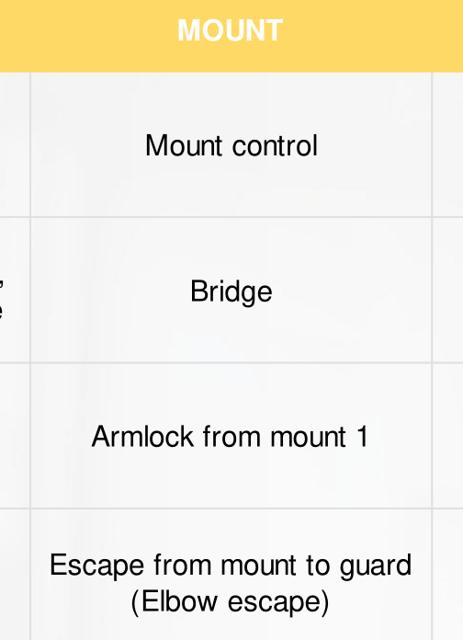 MOUNT
Mount control
Bridge
Armlock from mount 1
Escape from mount to guard
(Elbow escape)